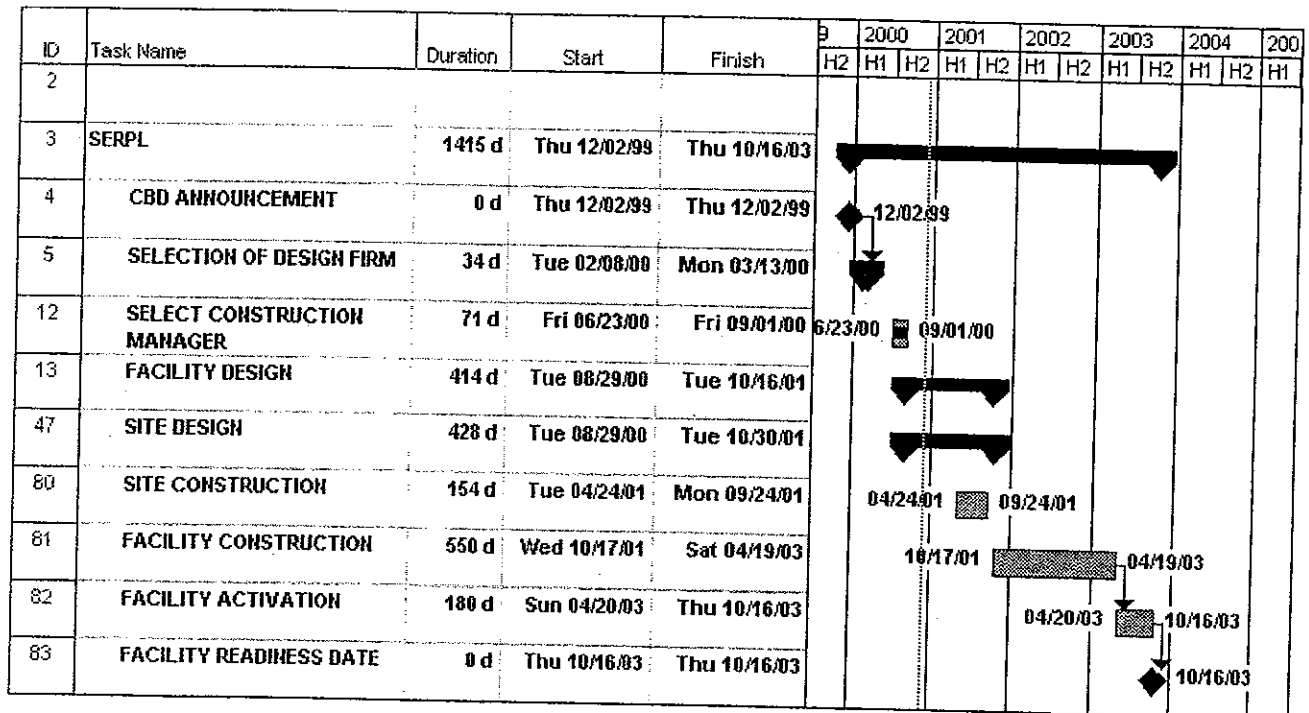 ID Task Name Duration Start Finish 9 2000 2001 2002 2003 2004 200
H2 H1 H2 H1 H2 H1 H2 H1 H2 H1 H2 H1
2
3 SERPL 1415 d Thu 12/02/99 Thu 10/16/03
4 CBD ANNOUNCEMENT 0 d Thu 12/02/99 Thu 12/02/99 12/02/99
5 SELECTION OF DESIGN FIRM 34 d Tue 02/08/00 Mon 03/13/00
12 SELECT CONSTRUCTION 71 d Fri 06/23/00 Fri 09/01/00 6/23/00 09/01/00
MANAGER
13 FACILITY DESIGN 414 d Tue 08/29/00 Tue 10/16/01
47 SITE DESIGN 428 d Tue 08/29/00 Tue 10/30/01
80 SITE CONSTRUCTION 154 d Tue 04/24/01 Mon 09/24/01 04/24/01 09/24/01
81 FACILITY CONSTRUCTION 550 d Wed 10/17/01 Sat 04/19/03 10/17/01 04/19/03
82 FACILITY ACTIVATION 180 d Sun 04/20/03 Thu 10/16/03 04/20/03 10/16/03
83 FACILITY READINESS DATE 0 d Thu 10/16/03 Thu 10/16/03 10/16/03